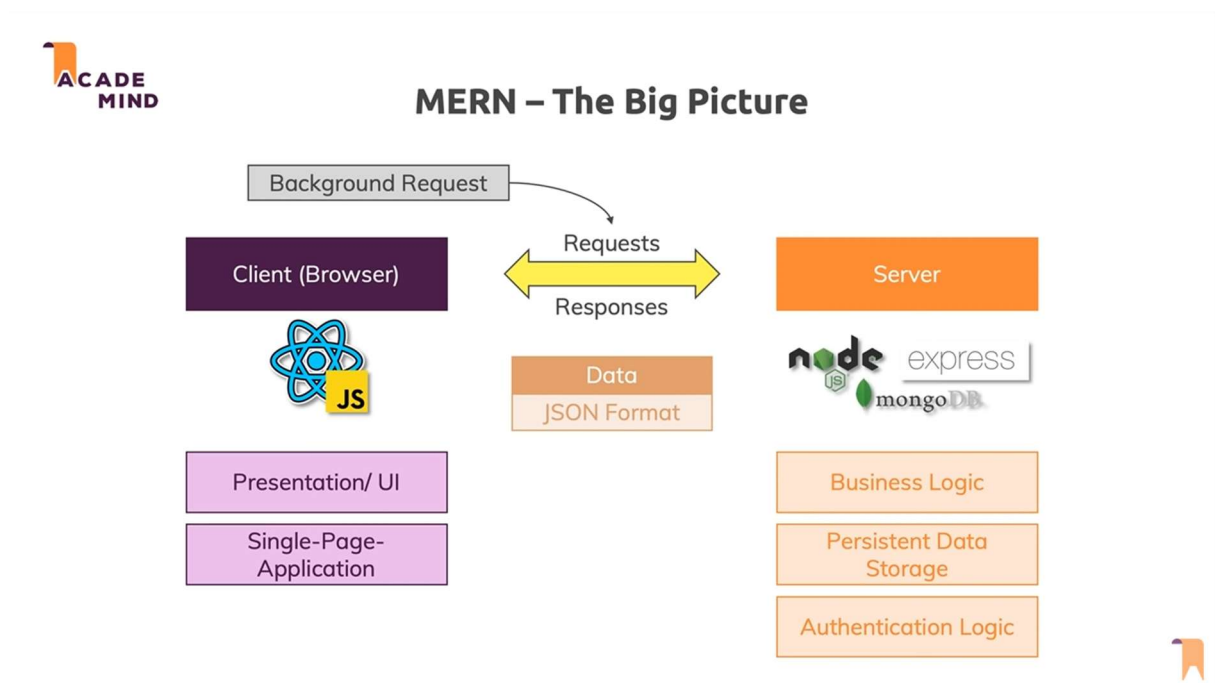 ACADE
MIND
MERN – The Big Picture
Background Request
Requests
Client (Browser)
Server
Responses
JS
node
JS
express
mongoDB.
Data
JSON Format
Presentation/ UI
Business Logic
Single-Page-
Application
Persistent Data
Storage
Authentication Logic